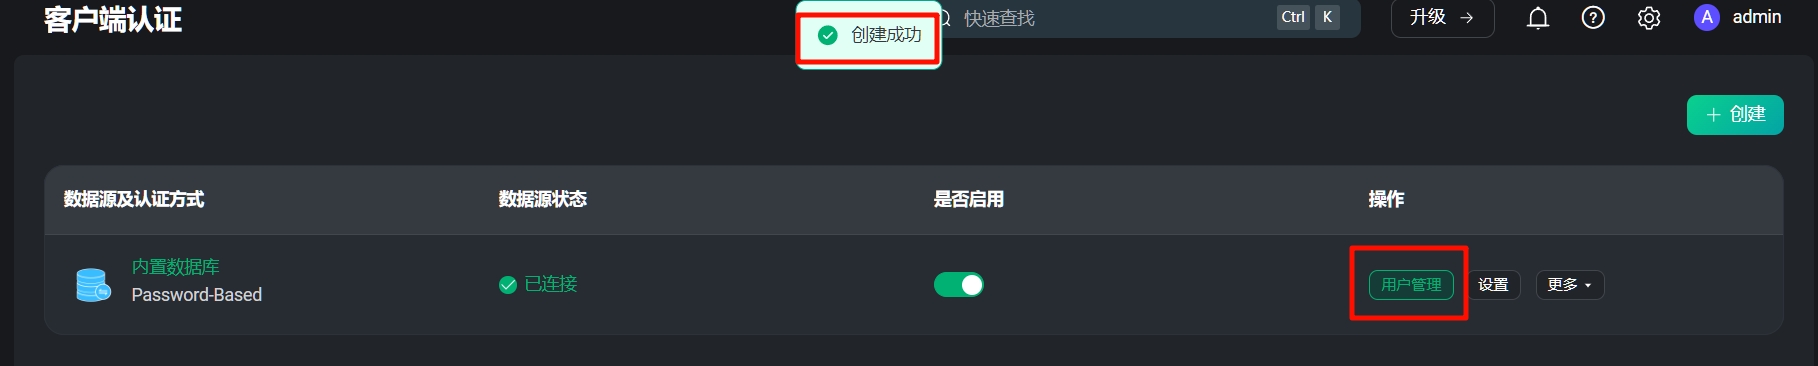 客户端认证
创建成功
快速查找
Ctrl K
升级 →
A admin
+ 创建
数据源及认证方式 数据源状态 是否启用 操作
内置数据库
Password-Based
已连接
用户管理 设置 更多